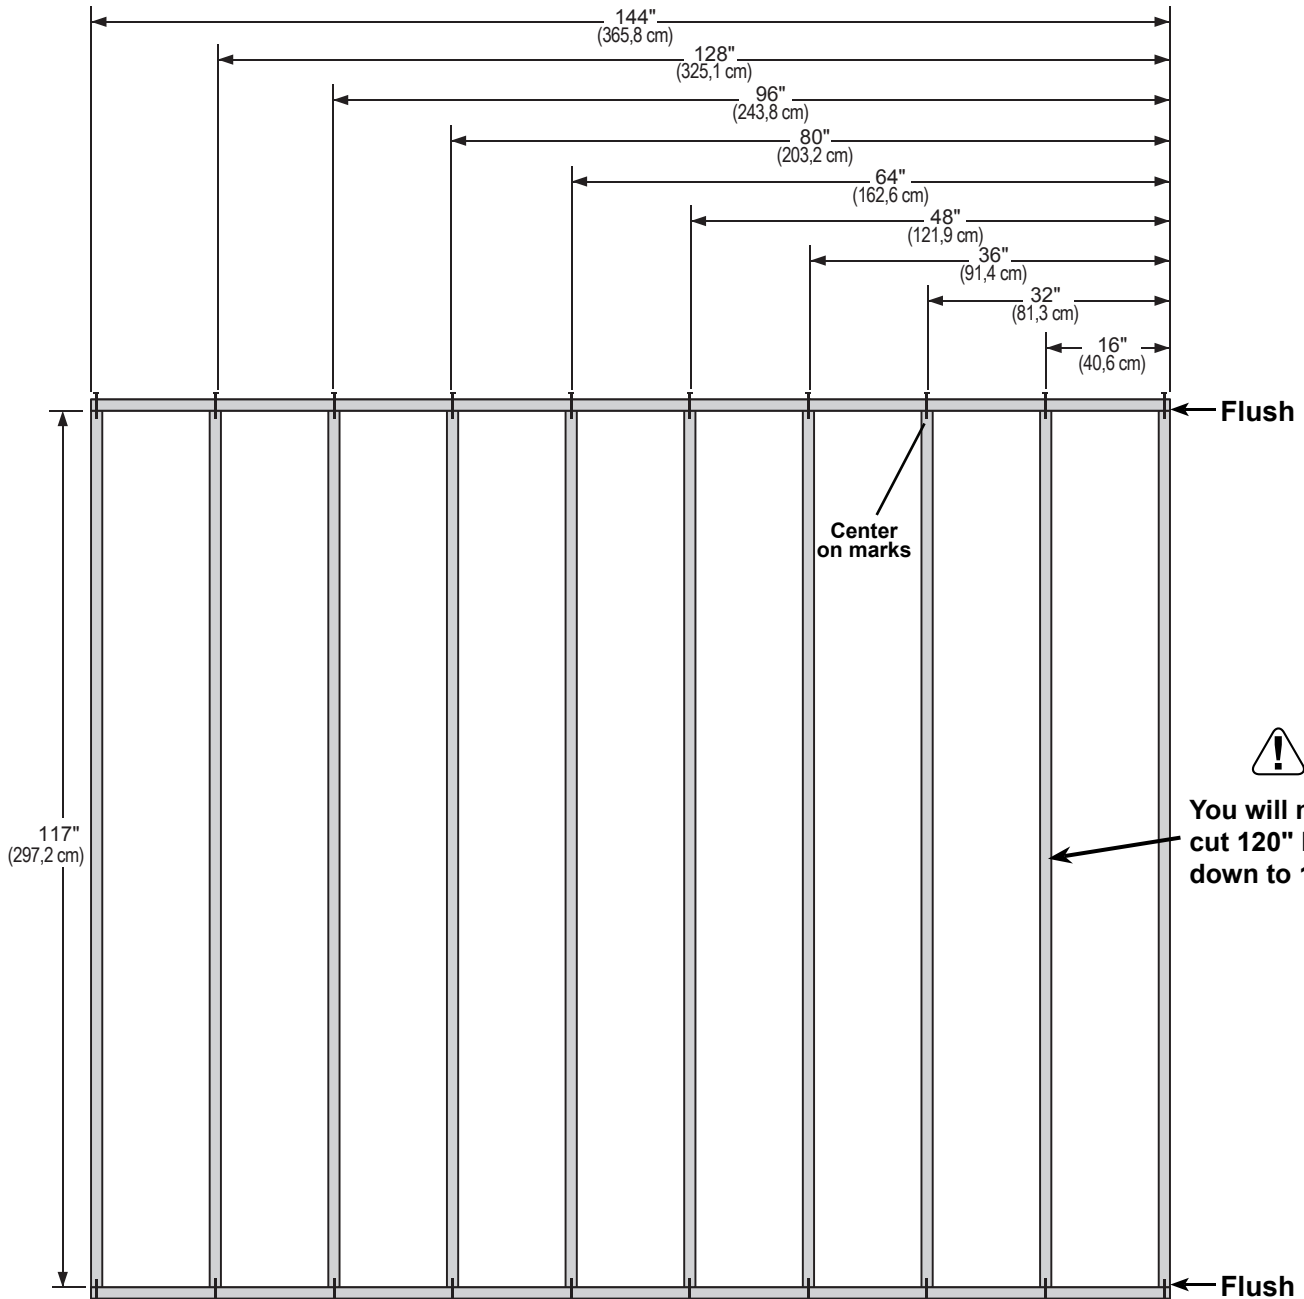 144"
(365,8 cm)
128"
(325,1 cm)
96"
(243,8 cm)
80"
(203,2 cm)
64"
(162,6 cm)
48"
(121,9 cm)
36"
(91,4 cm)
32"
(81,3 cm)
16"
(40,6 cm)
Flush
Center
on marks
117"
(297,2 cm)
!
You will
cut 120"
down to
Flush